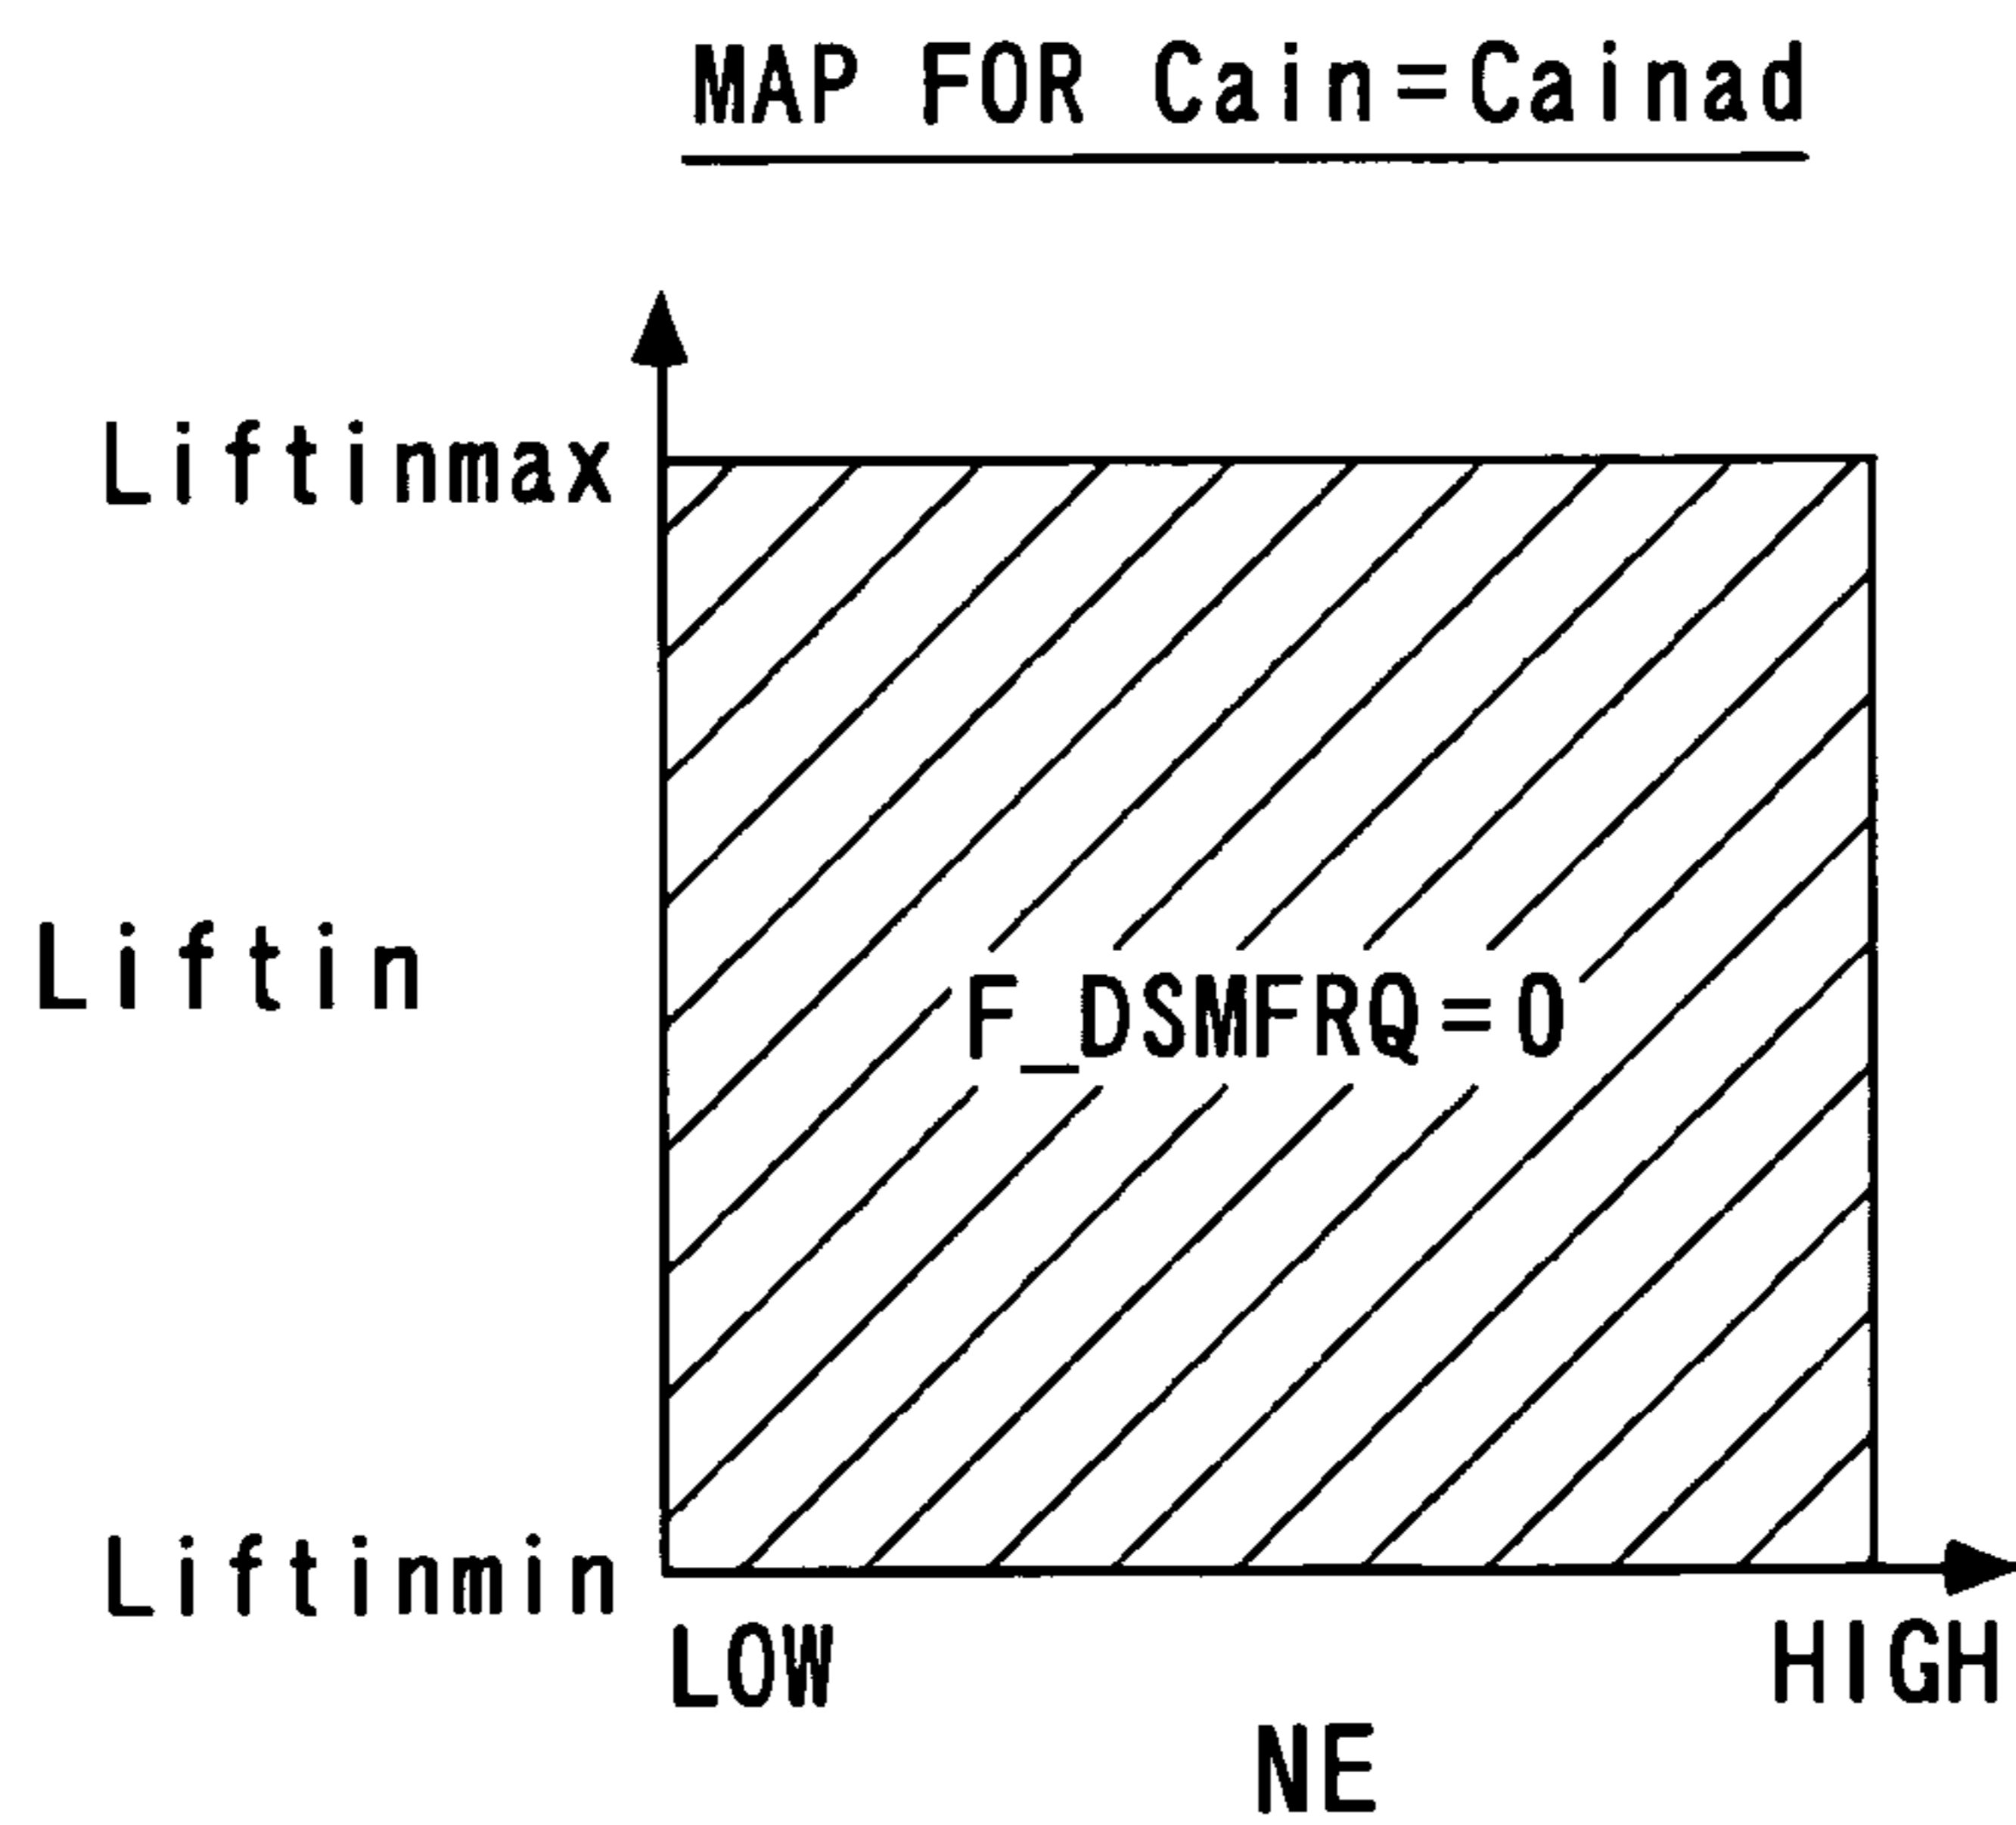 MAP FOR Cain=Cainad
Liftinmax
Liftin
F_DSMFRQ=0
Liftinmin
LOW
HIGH
NE